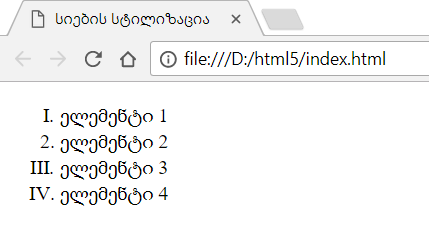 სიების სტილიზაცია
file:///D:/html5/index.html
I. ელემენტი 1
2. ელემენტი 2
III. ელემენტი 3
IV. ელემენტი 4